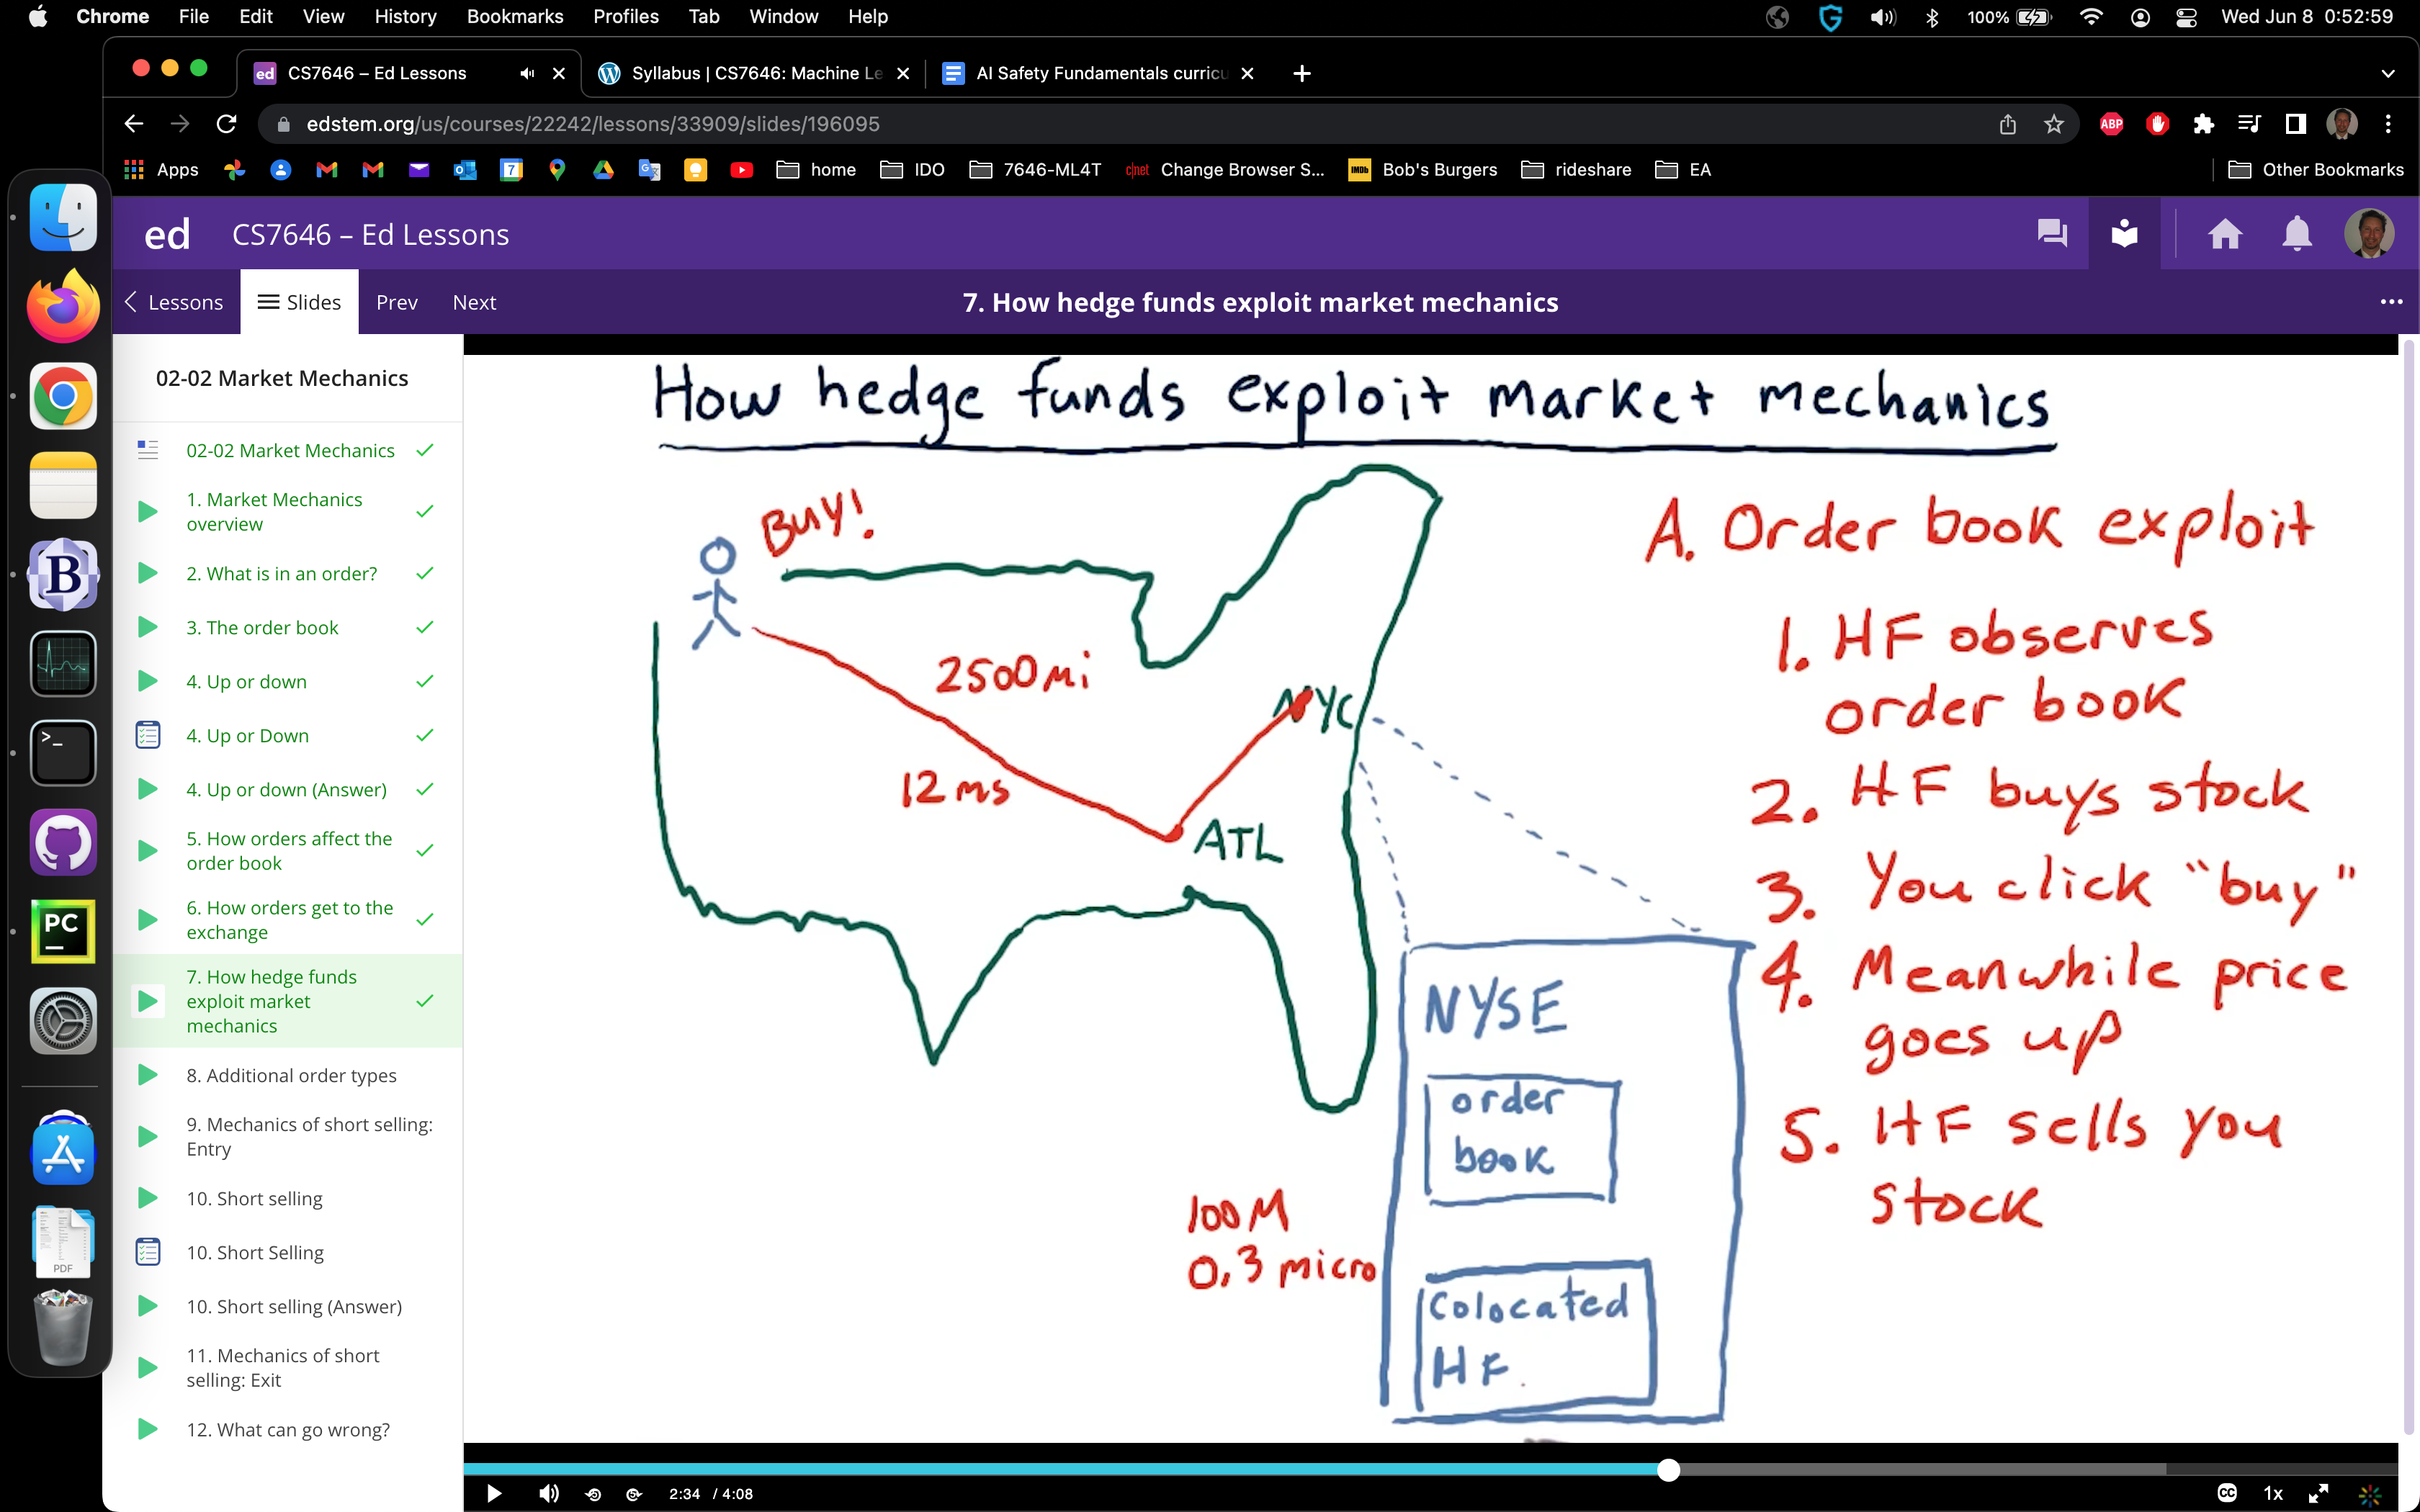 Chrome File Edit View History Bookmarks Profiles Tab Window Help 100% Wed Jun 8 0:52:59
ed CS7646 – Ed Lessons
Syllabus | CS7646: Machine Le
AI Safety Fundamentals curricu
edstem.org/us/courses/22242/lessons/33909/slides/196095
ABP
Apps 7 home IDO 7646-ML4T c|net Change Browser S... IMDb Bob's Burgers rideshare EA Other Bookmarks
ed CS7646 – Ed Lessons
Lessons Slides Prev Next 7. How hedge funds exploit market mechanics
02-02 Market Mechanics
02-02 Market Mechanics
1. Market Mechanics
overview
2. What is in an order?
3. The order book
4. Up or down
4. Up or Down
4. Up or down (Answer)
5. How orders affect the
order book
6. How orders get to the
exchange
7. How hedge funds
exploit market
mechanics
8. Additional order types
9. Mechanics of short selling:
Entry
10. Short selling
10. Short Selling
10. Short selling (Answer)
11. Mechanics of short
selling: Exit
12. What can go wrong?
How hedge funds exploit market mechanics
BUY!
2500mi
12 ms
NYC
ATL
NYSE
order
book
100M
0,3 micro
Colocated
HF
A. Order book exploit
1. HF observes
order book
2. HF buys stock
3. You click "buy"
4. Meanwhile price
goes up
5. HF sells you
stock
2:34 / 4:08
CC 1x
B
>_
PC
PDF